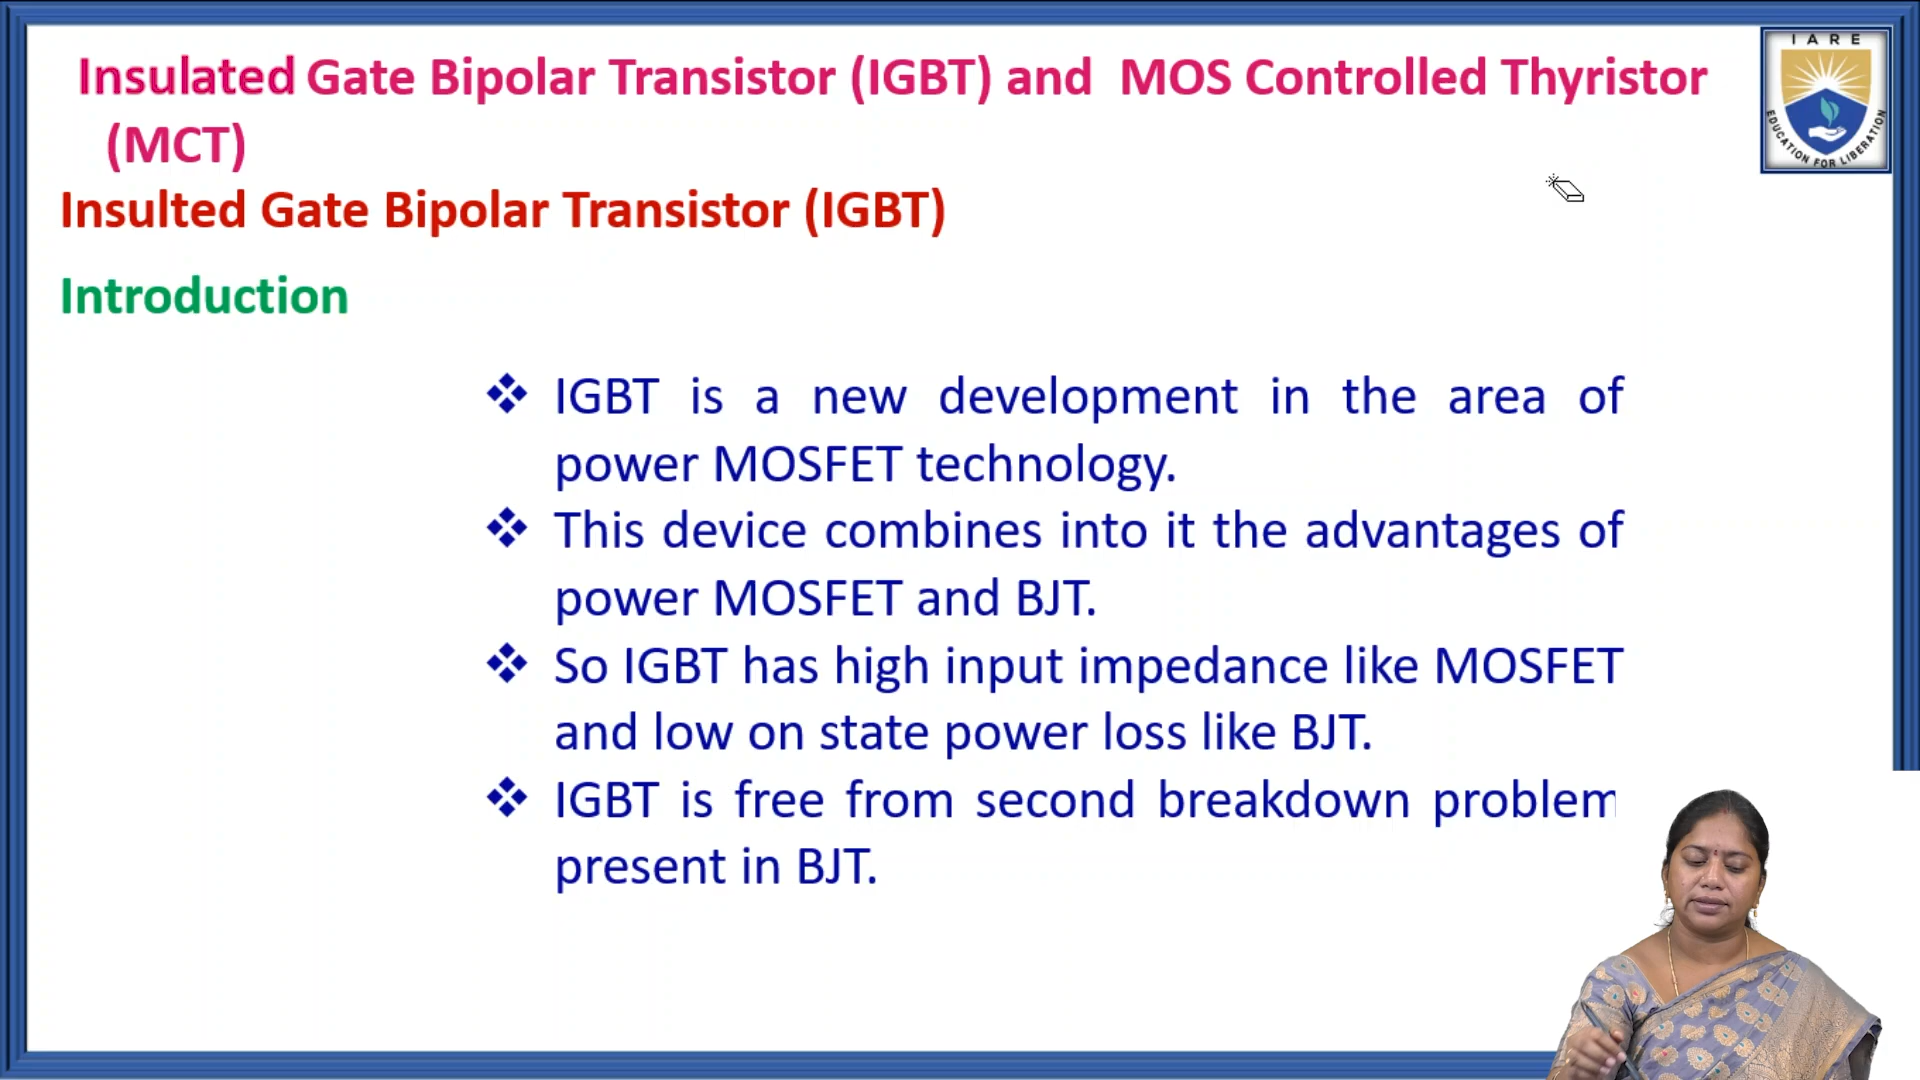 Insulated Gate Bipolar Transistor (IGBT) and MOS Controlled Thyristor
(MCT)
IARE
EDUCATION FOR LIBERATION
Insulted Gate Bipolar Transistor (IGBT)
Introduction
❖ IGBT is a new development in the area of
power MOSFET technology.
❖ This device combines into it the advantages of
power MOSFET and BJT.
❖ So IGBT has high input impedance like MOSFET
and low on state power loss like BJT.
❖ IGBT is free from second breakdown problem
present in BJT.